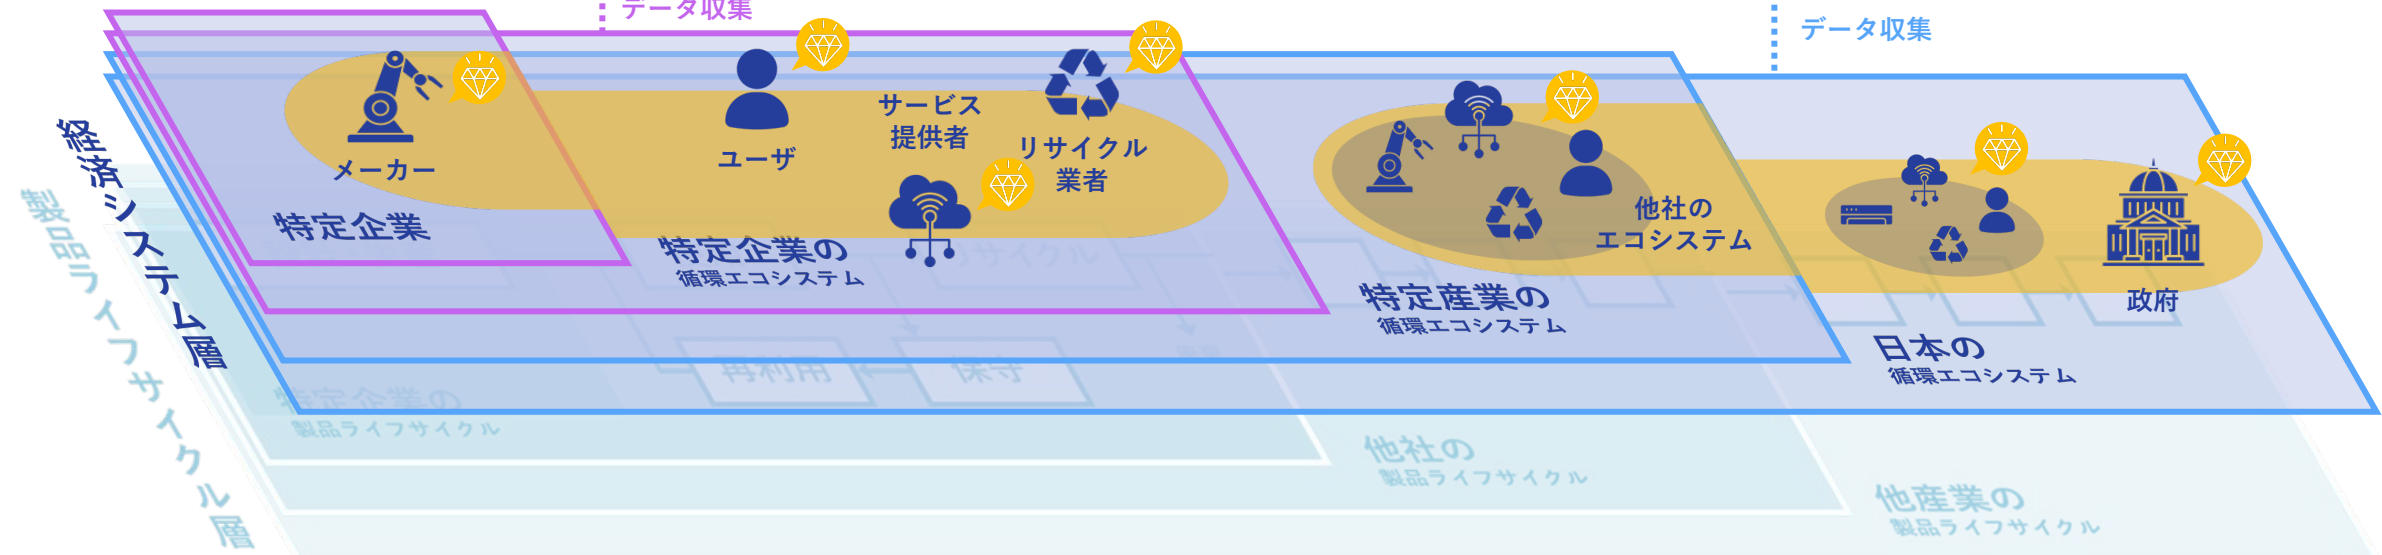 データ収集
データ収集
経済システム層
製品ライフサイクル層
メーカー
特定企業
ユーザ
サービス
提供者
リサイクル
業者
特定企業の
循環エコシステム
他社の
エコシステム
特定産業の
循環エコシステム
政府
日本の
循環エコシステム
リサイクル
再利用
保守
特定企業の
製品ライフサイクル
他社の
製品ライフサイクル
他産業の
製品ライフサイクル